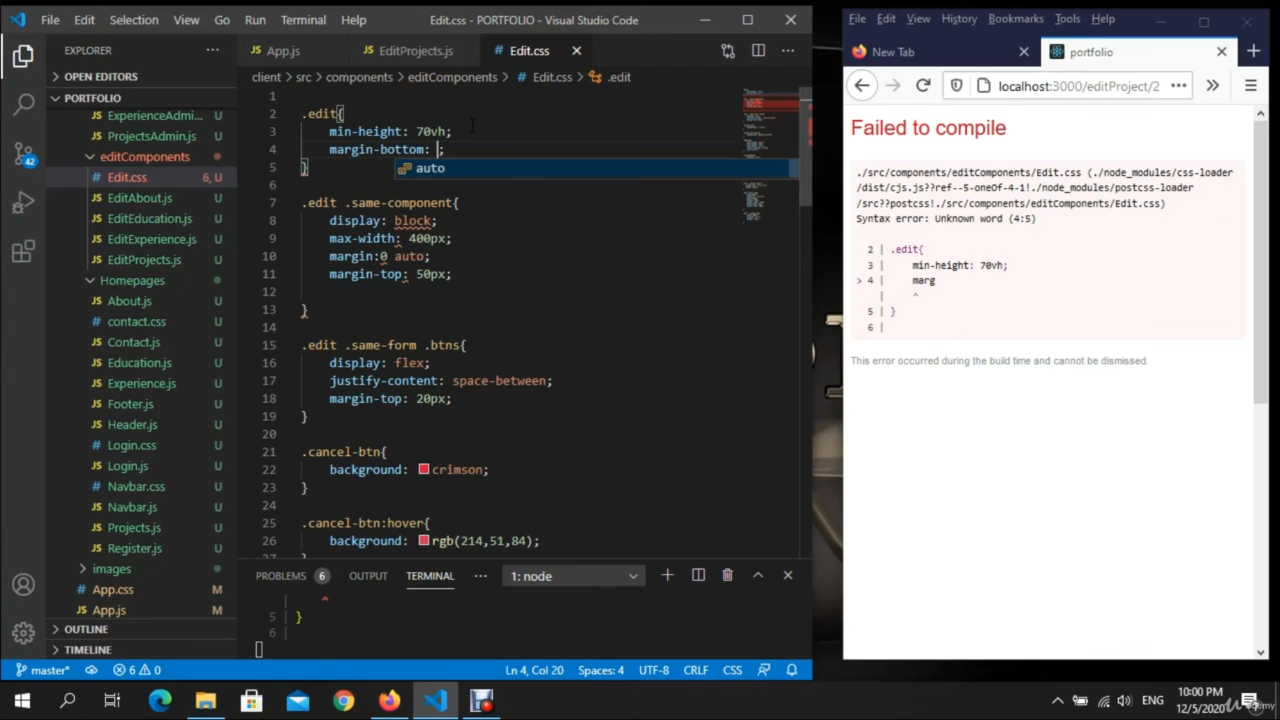 File Edit Selection View Go Run Terminal Help Edit.css - PORTFOLIO - Visual Studio Code
EXPLORER
OPEN EDITORS
PORTFOLIO
ExperienceAdmi... U
ProjectsAdmin.js U
editComponents
Edit.css 6, U
EditAbout.js U
EditEducation.js U
EditExperience.js U
EditProjects.js U
Homepages
About.js U
contact.css U
Contact.js U
Education.js U
Experience.js U
Footer.js U
Header.js U
Login.css U
Login.js U
Navbar.css U
Navbar.js U
Projects.js U
Register.js U
images
App.css M
App.js M
OUTLINE
TIMELINE
42
App.js EditProjects.js Edit.css
client > src > components > editComponents > Edit.css > .edit
1
2 .edit{
3 min-height: 70vh;
4 margin-bottom: ;
auto
5 }
6
7 .edit .same-component{
8 display: block;
9 max-width: 400px;
10 margin:0 auto;
11 margin-top: 50px;
12
13 }
14
15 .edit .same-form .btns{
16 display: flex;
17 justify-content: space-between;
18 margin-top: 20px;
19 }
20
21 .cancel-btn{
22 background: crimson;
23 }
24
25 .cancel-btn:hover{
26 background: rgb(214,51,84);
27 }
PROBLEMS 6 OUTPUT TERMINAL 1: node
^
5 | }
6 |
master* 6 0 Ln 4, Col 20 Spaces: 4 UTF-8 CRLF CSS
File Edit View History Bookmarks Tools Help
New Tab portfolio
localhost:3000/editProject/2
Failed to compile
./src/components/editComponents/Edit.css (./node_modules/css-loader
/dist/cjs.js??ref--5-oneOf-4-1!./node_modules/postcss-loader
/src??postcss!./src/components/editComponents/Edit.css)
Syntax error: Unknown word (4:5)
2 | .edit{
3 | min-height: 70vh;
> 4 | marg
| ^
5 | }
6 |
This error occurred during the build time and cannot be dismissed.
ENG
10:00 PM
12/5/2020
Udemy